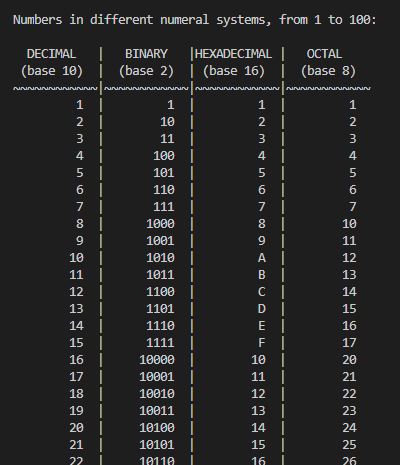 Numbers in different numeral systems, from 1 to 100:
DECIMAL | BINARY |HEXADECIMAL | OCTAL
(base 10) | (base 2) | (base 16) | (base 8)
~~~~~~~~~~~~~|~~~~~~~~~~~~~|~~~~~~~~~~~~~|~~~~~~~~~~~~~
1 | 1 | 1 | 1
2 | 10 | 2 | 2
3 | 11 | 3 | 3
4 | 100 | 4 | 4
5 | 101 | 5 | 5
6 | 110 | 6 | 6
7 | 111 | 7 | 7
8 | 1000 | 8 | 10
9 | 1001 | 9 | 11
10 | 1010 | A | 12
11 | 1011 | B | 13
12 | 1100 | C | 14
13 | 1101 | D | 15
14 | 1110 | E | 16
15 | 1111 | F | 17
16 | 10000 | 10 | 20
17 | 10001 | 11 | 21
18 | 10010 | 12 | 22
19 | 10011 | 13 | 23
20 | 10100 | 14 | 24
21 | 10101 | 15 | 25
22 | 10110 | 16 | 26